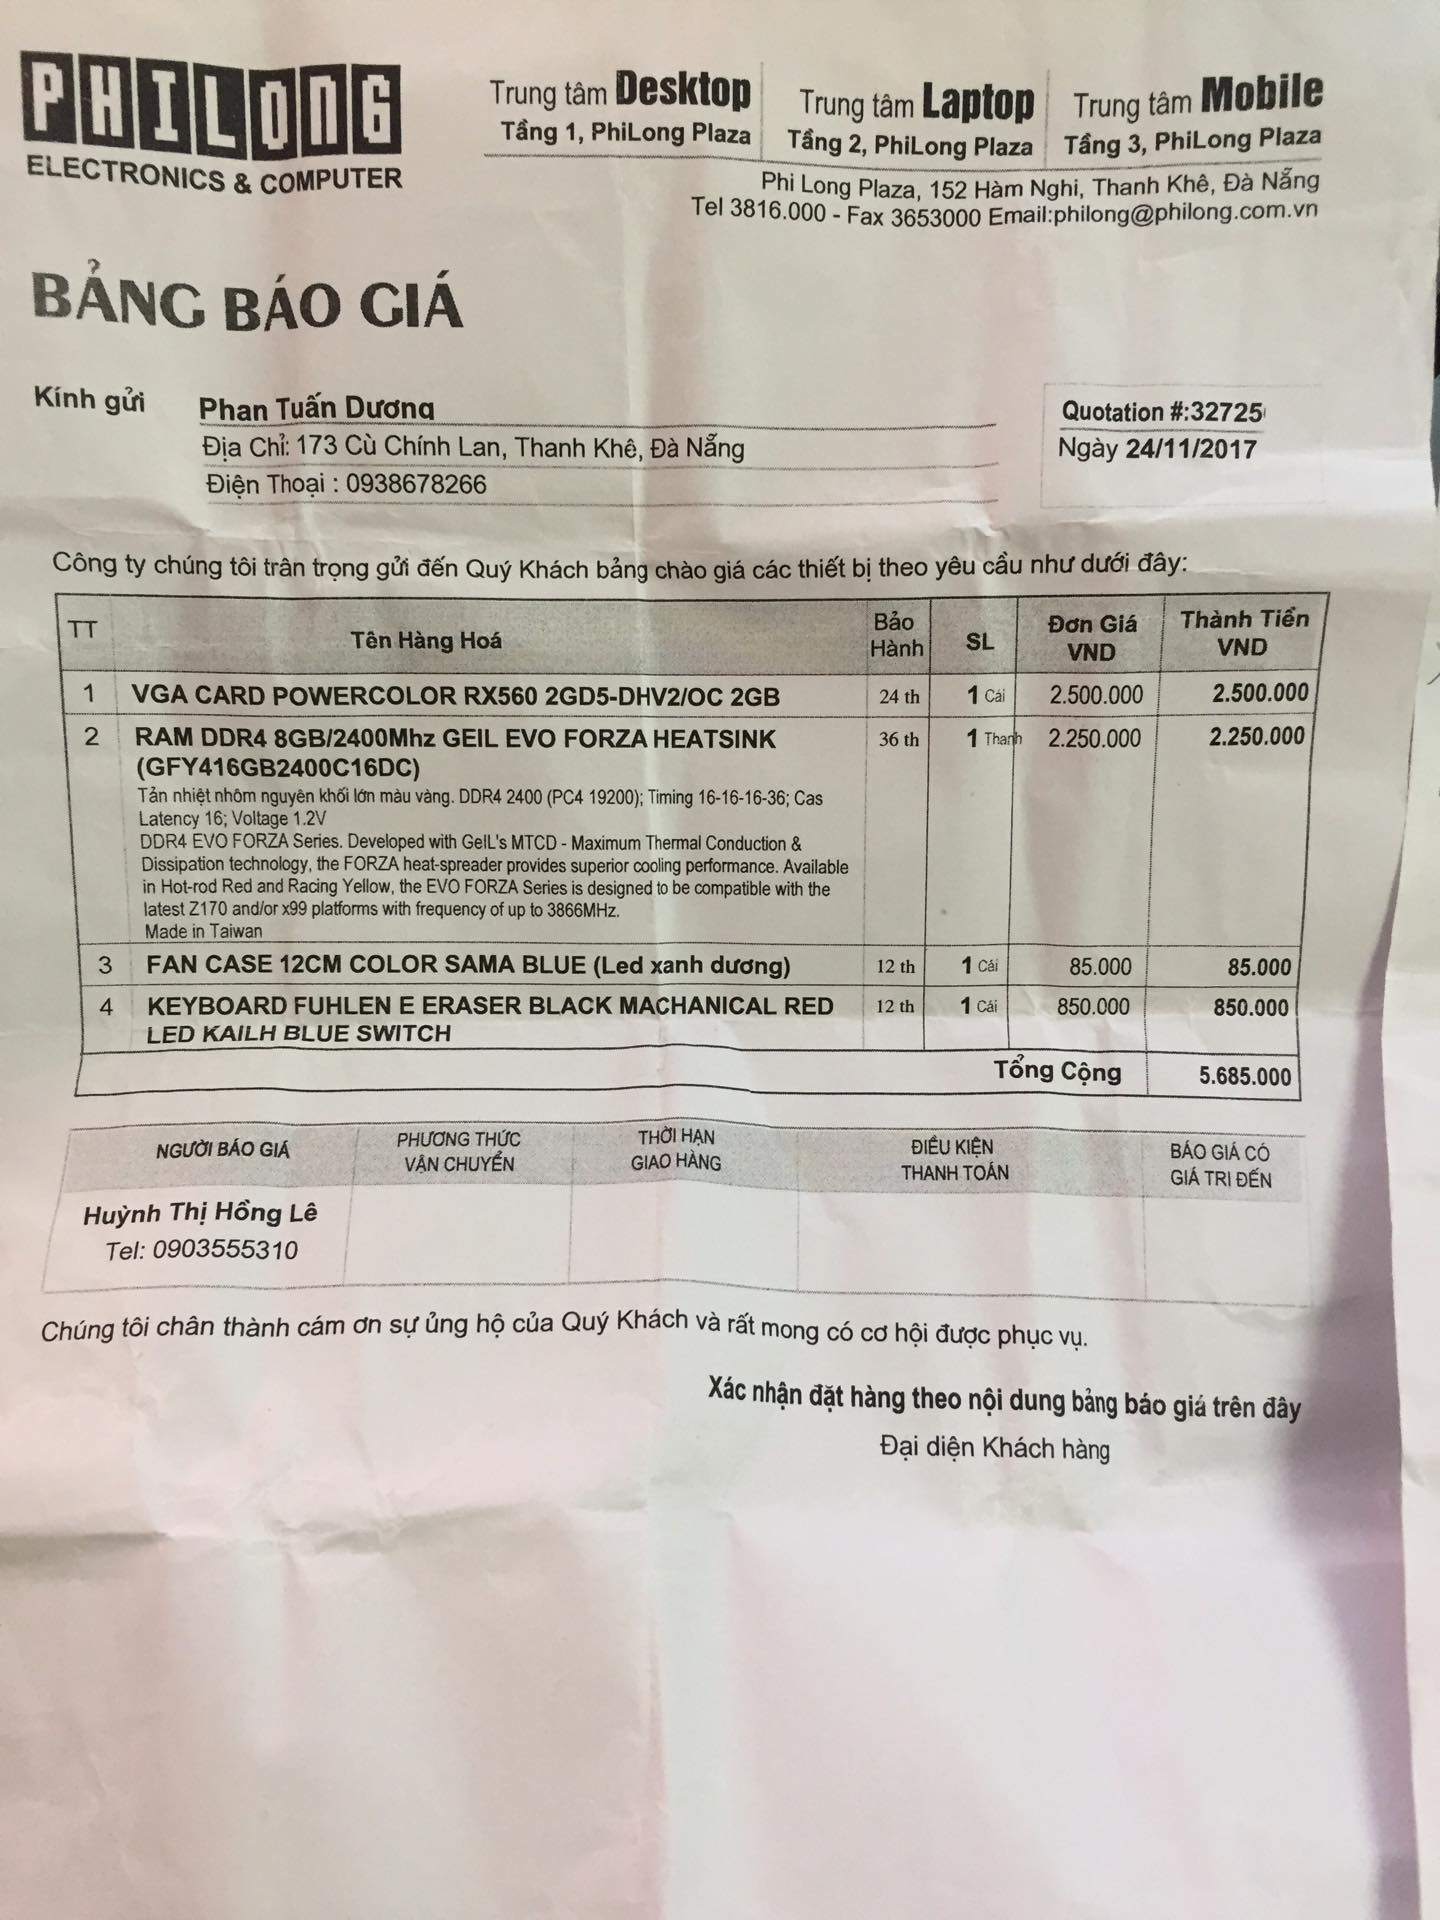 PHILONG
ELECTRONICS & COMPUTER
Trung tâm Desktop
Tầng 1, PhiLong Plaza
Trung tâm Laptop
Tầng 2, PhiLong Plaza
Trung tâm Mobile
Tầng 3, PhiLong Plaza
Phi Long Plaza, 152 Hàm Nghi, Thanh Khê, Đà Nẵng
Tel 3816.000 - Fax 3653000 Email:philong@philong.com.vn
BẢNG BÁO GIÁ
Kính gửi Phan Tuấn Dương
Địa Chỉ: 173 Cù Chính Lan, Thanh Khê, Đà Nẵng
Điện Thoại : 0938678266
Quotation #:32725
Ngày 24/11/2017
Công ty chúng tôi trân trọng gửi đến Quý Khách bảng chào giá các thiết bị theo yêu cầu như dưới đây:
TT Tên Hàng Hoá Bảo Hành SL Đơn Giá VND Thành Tiền VND
1 VGA CARD POWERCOLOR RX560 2GD5-DHV2/OC 2GB 24 th 1 Cái 2.500.000 2.500.000
2 RAM DDR4 8GB/2400Mhz GEIL EVO FORZA HEATSINK 36 th 1 Thanh 2.250.000 2.250.000
(GFY416GB2400C16DC)
Tản nhiệt nhôm nguyên khối lớn màu vàng. DDR4 2400 (PC4 19200); Timing 16-16-16-36; Cas
Latency 16; Voltage 1.2V
DDR4 EVO FORZA Series. Developed with GeIL's MTCD - Maximum Thermal Conduction &
Dissipation technology, the FORZA heat-spreader provides superior cooling performance. Available
in Hot-rod Red and Racing Yellow, the EVO FORZA Series is designed to be compatible with the
latest Z170 and/or x99 platforms with frequency of up to 3866MHz.
Made in Taiwan
3 FAN CASE 12CM COLOR SAMA BLUE (Led xanh dương) 12 th 1 Cái 85.000 85.000
4 KEYBOARD FUHLEN E ERASER BLACK MACHANICAL RED 12 th 1 Cái 850.000 850.000
LED KAILH BLUE SWITCH
Tổng Cộng 5.685.000
NGƯỜI BÁO GIÁ
PHƯƠNG THỨC
VẬN CHUYỂN
THỜI HẠN
GIAO HÀNG
ĐIỀU KIỆN
THANH TOÁN
BÁO GIÁ CÓ
GIÁ TRI ĐẾN
Huỳnh Thị Hồng Lê
Tel: 0903555310
Chúng tôi chân thành cám ơn sự ủng hộ của Quý Khách và rất mong có cơ hội được phục vụ.
Xác nhận đặt hàng theo nội dung bảng báo giá trên đây
Đại diện Khách hàng